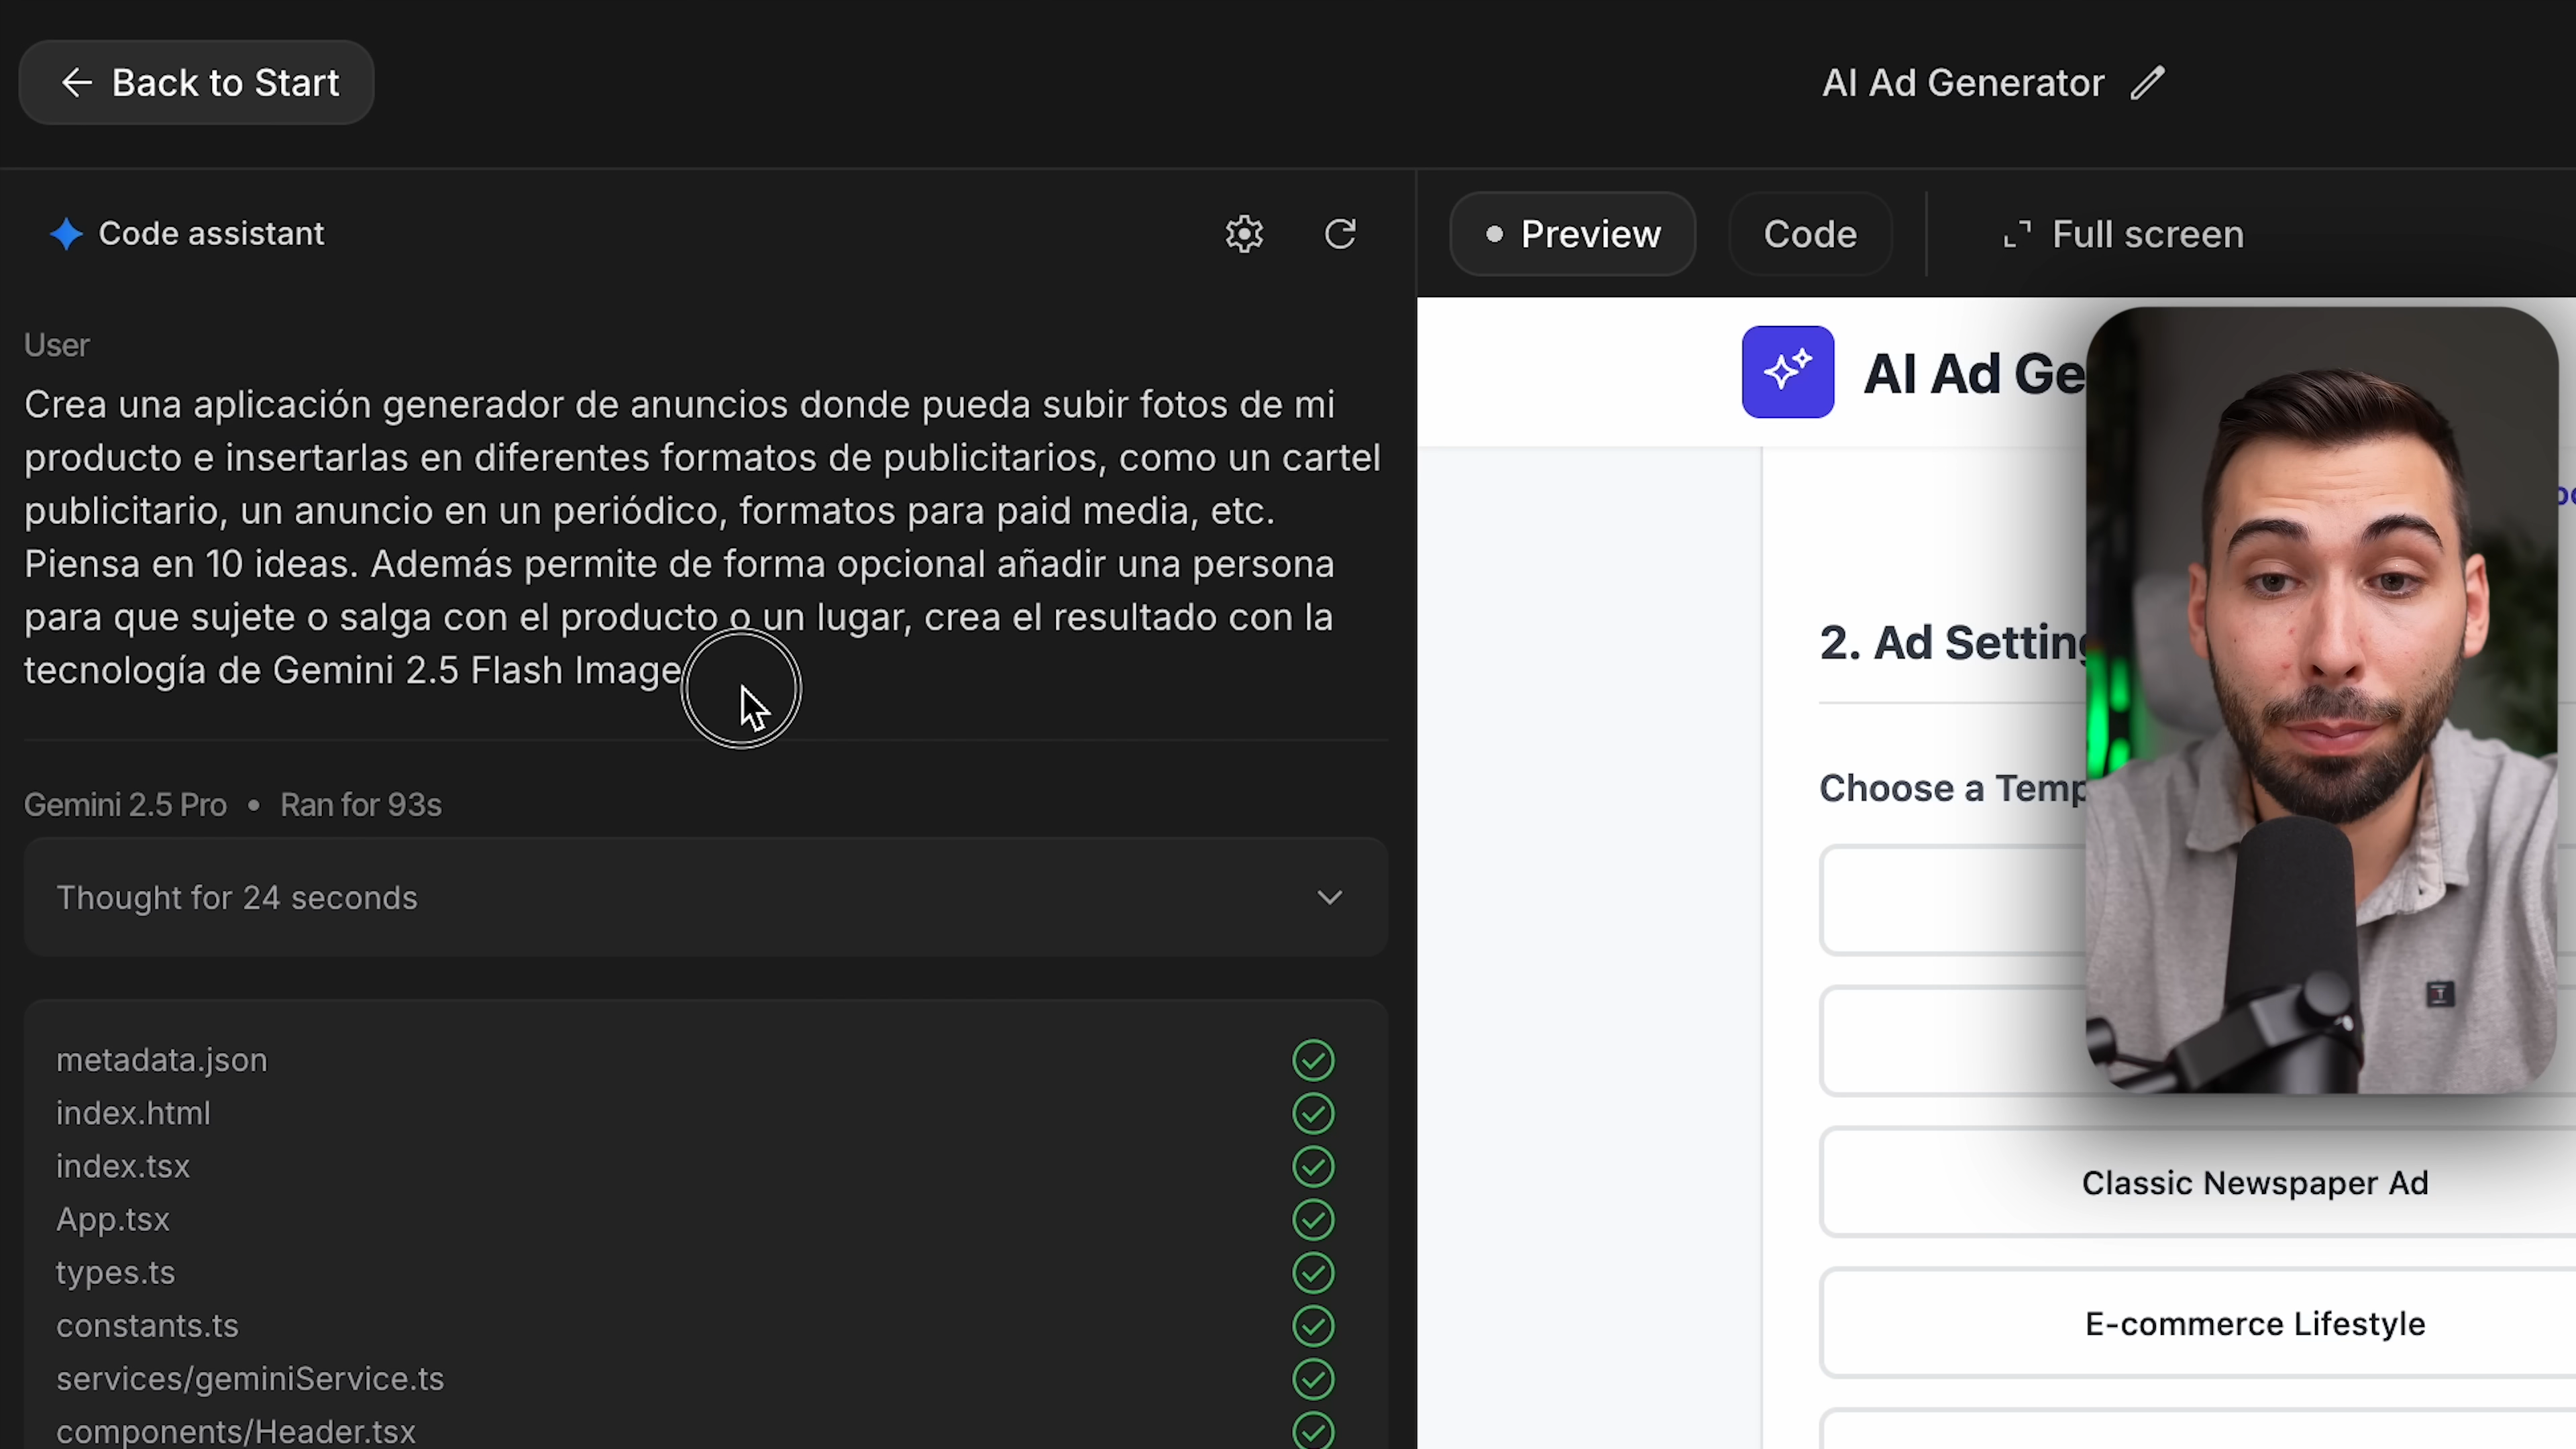 Back to Start
AI Ad Generator
Code assistant
Preview
Code
Full screen
User
Crea una aplicación generador de anuncios donde pueda subir fotos de mi
producto e insertarlas en diferentes formatos de publicitarios, como un cartel
publicitario, un anuncio en un periódico, formatos para paid media, etc.
Piensa en 10 ideas. Además permite de forma opcional añadir una persona
para que sujete o salga con el producto o un lugar, crea el resultado con la
tecnología de Gemini 2.5 Flash Image
Gemini 2.5 Pro • Ran for 93s
Thought for 24 seconds
metadata.json
index.html
index.tsx
App.tsx
types.ts
constants.ts
services/geminiService.ts
components/Header.tsx
AI Ad Ge
2. Ad Setting
Choose a Temp
Classic Newspaper Ad
E-commerce Lifestyle